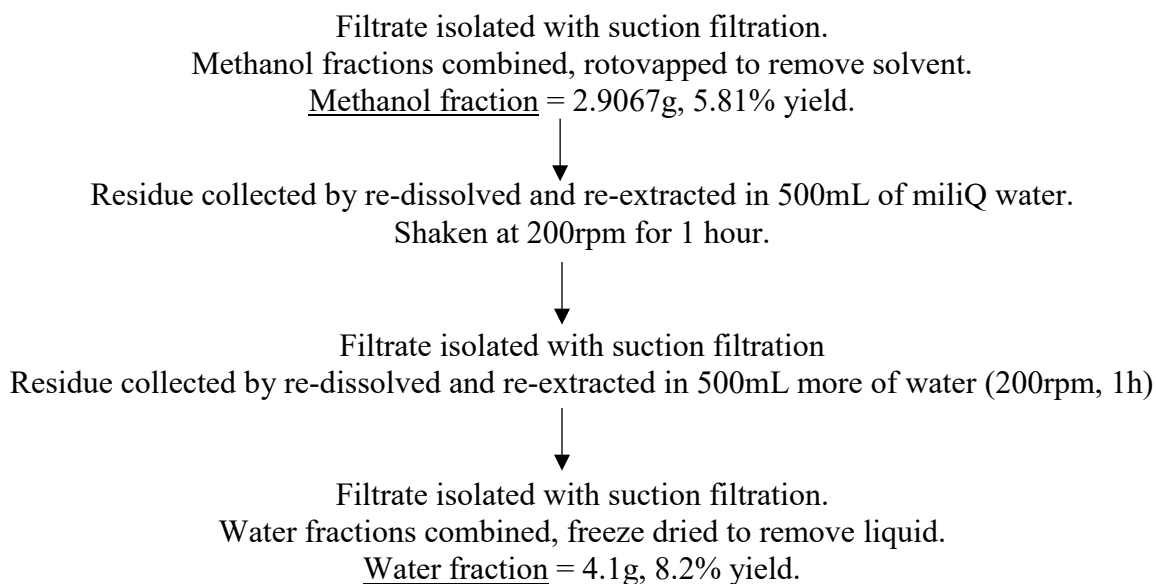 Filtrate isolated with suction filtration.
Methanol fractions combined, rotovapped to remove solvent.
Methanol fraction = 2.9067g, 5.81% yield.
Residue collected by re-dissolved and re-extracted in 500mL of miliQ water.
Shaken at 200rpm for 1 hour.
Filtrate isolated with suction filtration
Residue collected by re-dissolved and re-extracted in 500mL more of water (200rpm, 1h)
Filtrate isolated with suction filtration.
Water fractions combined, freeze dried to remove liquid.
Water fraction = 4.1g, 8.2% yield.